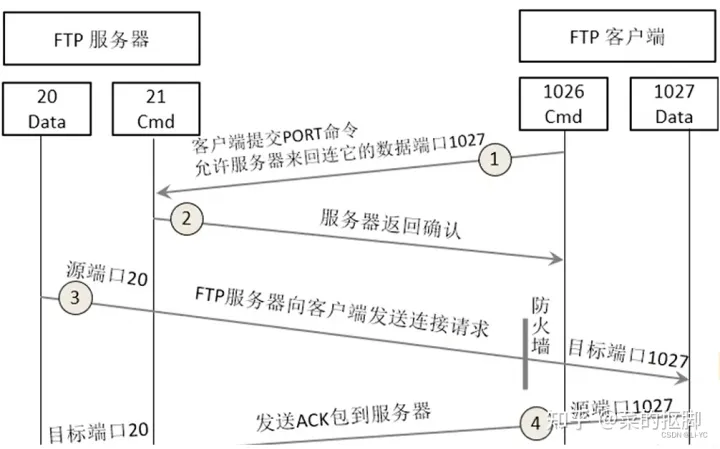 FTP 服务器
FTP 客户端
20
Data
21
Cmd
1026
Cmd
1027
Data
客户端提交PORT命令
允许服务器来回连它的数据端口1027
1
2
服务器返回确认
源端口20
3
FTP服务器向客户端发送连接请求
防火墙
目标端口1027
发送ACK包到服务器
4
源端口1027
目标端口20
知乎 @菜的抠脚
CSDN @Li-YC